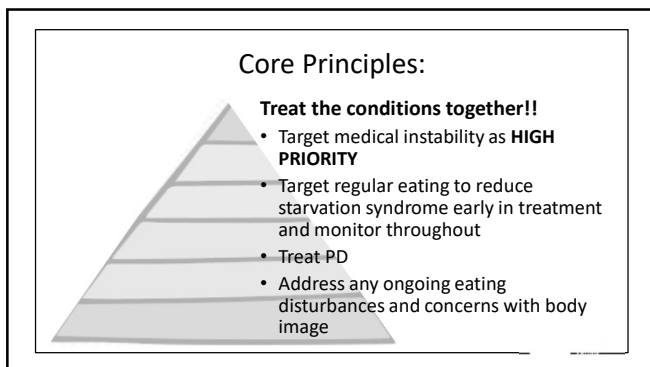 Core Principles:
Treat the conditions together!!
• Target medical instability as HIGH
PRIORITY
• Target regular eating to reduce
starvation syndrome early in treatment
and monitor throughout
• Treat PD
• Address any ongoing eating
disturbances and concerns with body
image